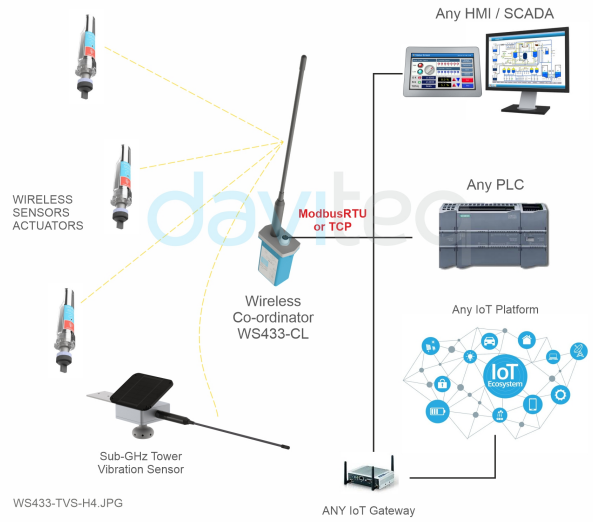 Any HMI / SCADA
WIRELESS
SENSORS
ACTUATORS
daviteq
ModbusRTU
or TCP
Any PLC
Wireless
Co-ordinator
WS433-CL
Any IoT Platform
IoT
Ecosystem
Sub-GHz Tower
Vibration Sensor
WS433-TVS-H4.JPG
ANY IoT Gateway